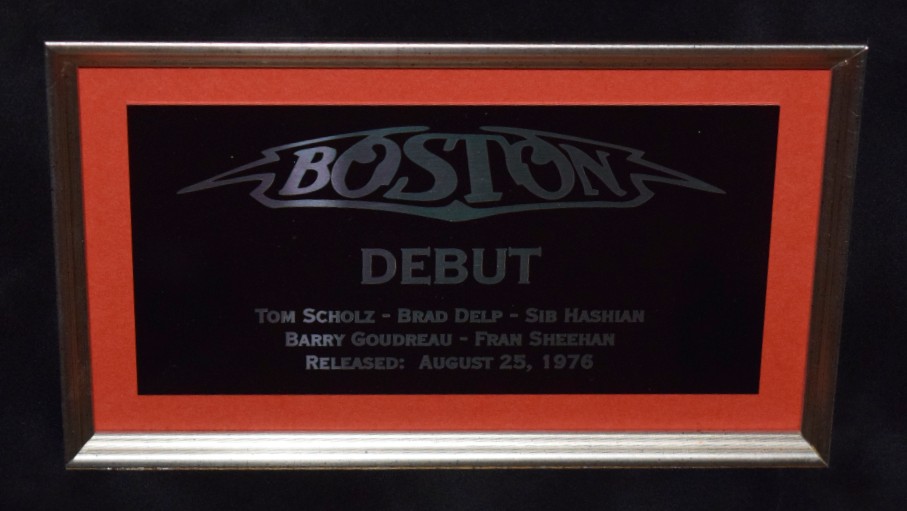 BOSTON
DEBUT
TOM SCHOLZ - BRAD DELP - SIB HASHIAN
BARRY GOUDREAU - FRAN SHEEHAN
RELEASED: AUGUST 25, 1976